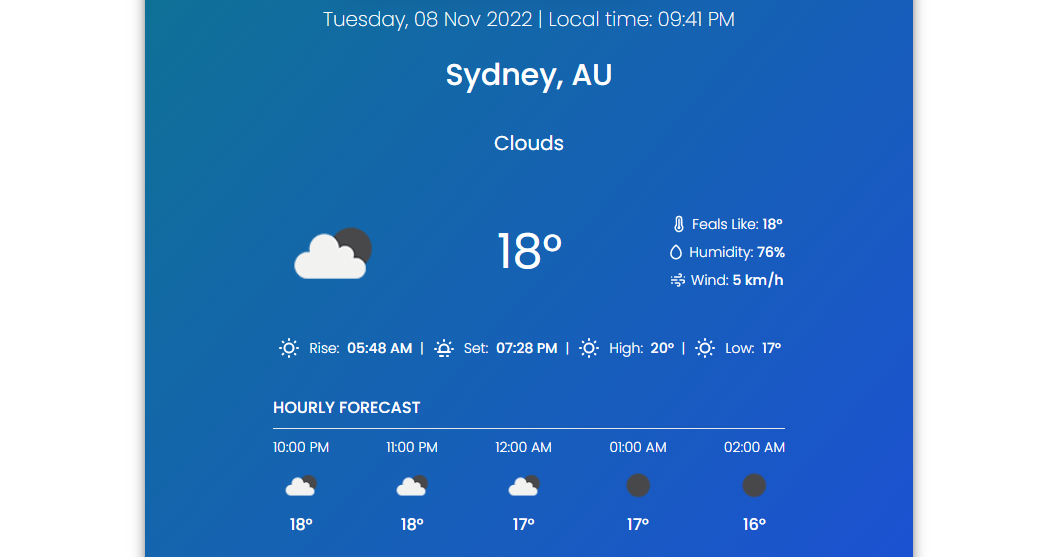 Tuesday, 08 Nov 2022 | Local time: 09:41 PM
Sydney, AU
Clouds
18°
Feals Like: 18°
Humidity: 76%
Wind: 5 km/h
Rise: 05:48 AM | Set: 07:28 PM | High: 20° | Low: 17°
HOURLY FORECAST
10:00 PM 11:00 PM 12:00 AM 01:00 AM 02:00 AM
18° 18° 17° 17° 16°